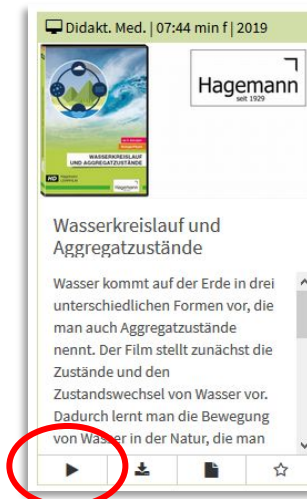 Didakt. Med. | 07:44 min f | 2019
Hagemann
seit 1929
WASSERKREISLAUF
UND AGGREGATZUSTÄNDE
HD
Hagemann
Wasserkreislauf und
Aggregatzustände
Wasser kommt auf der Erde in drei
unterschiedlichen Formen vor, die
man auch Aggregatzustände
nennt. Der Film stellt zunächst die
Zustände und den
Zustandswechsel von Wasser vor.
Dadurch lernt man die Bewegung
von Wasser in der Natur, die man